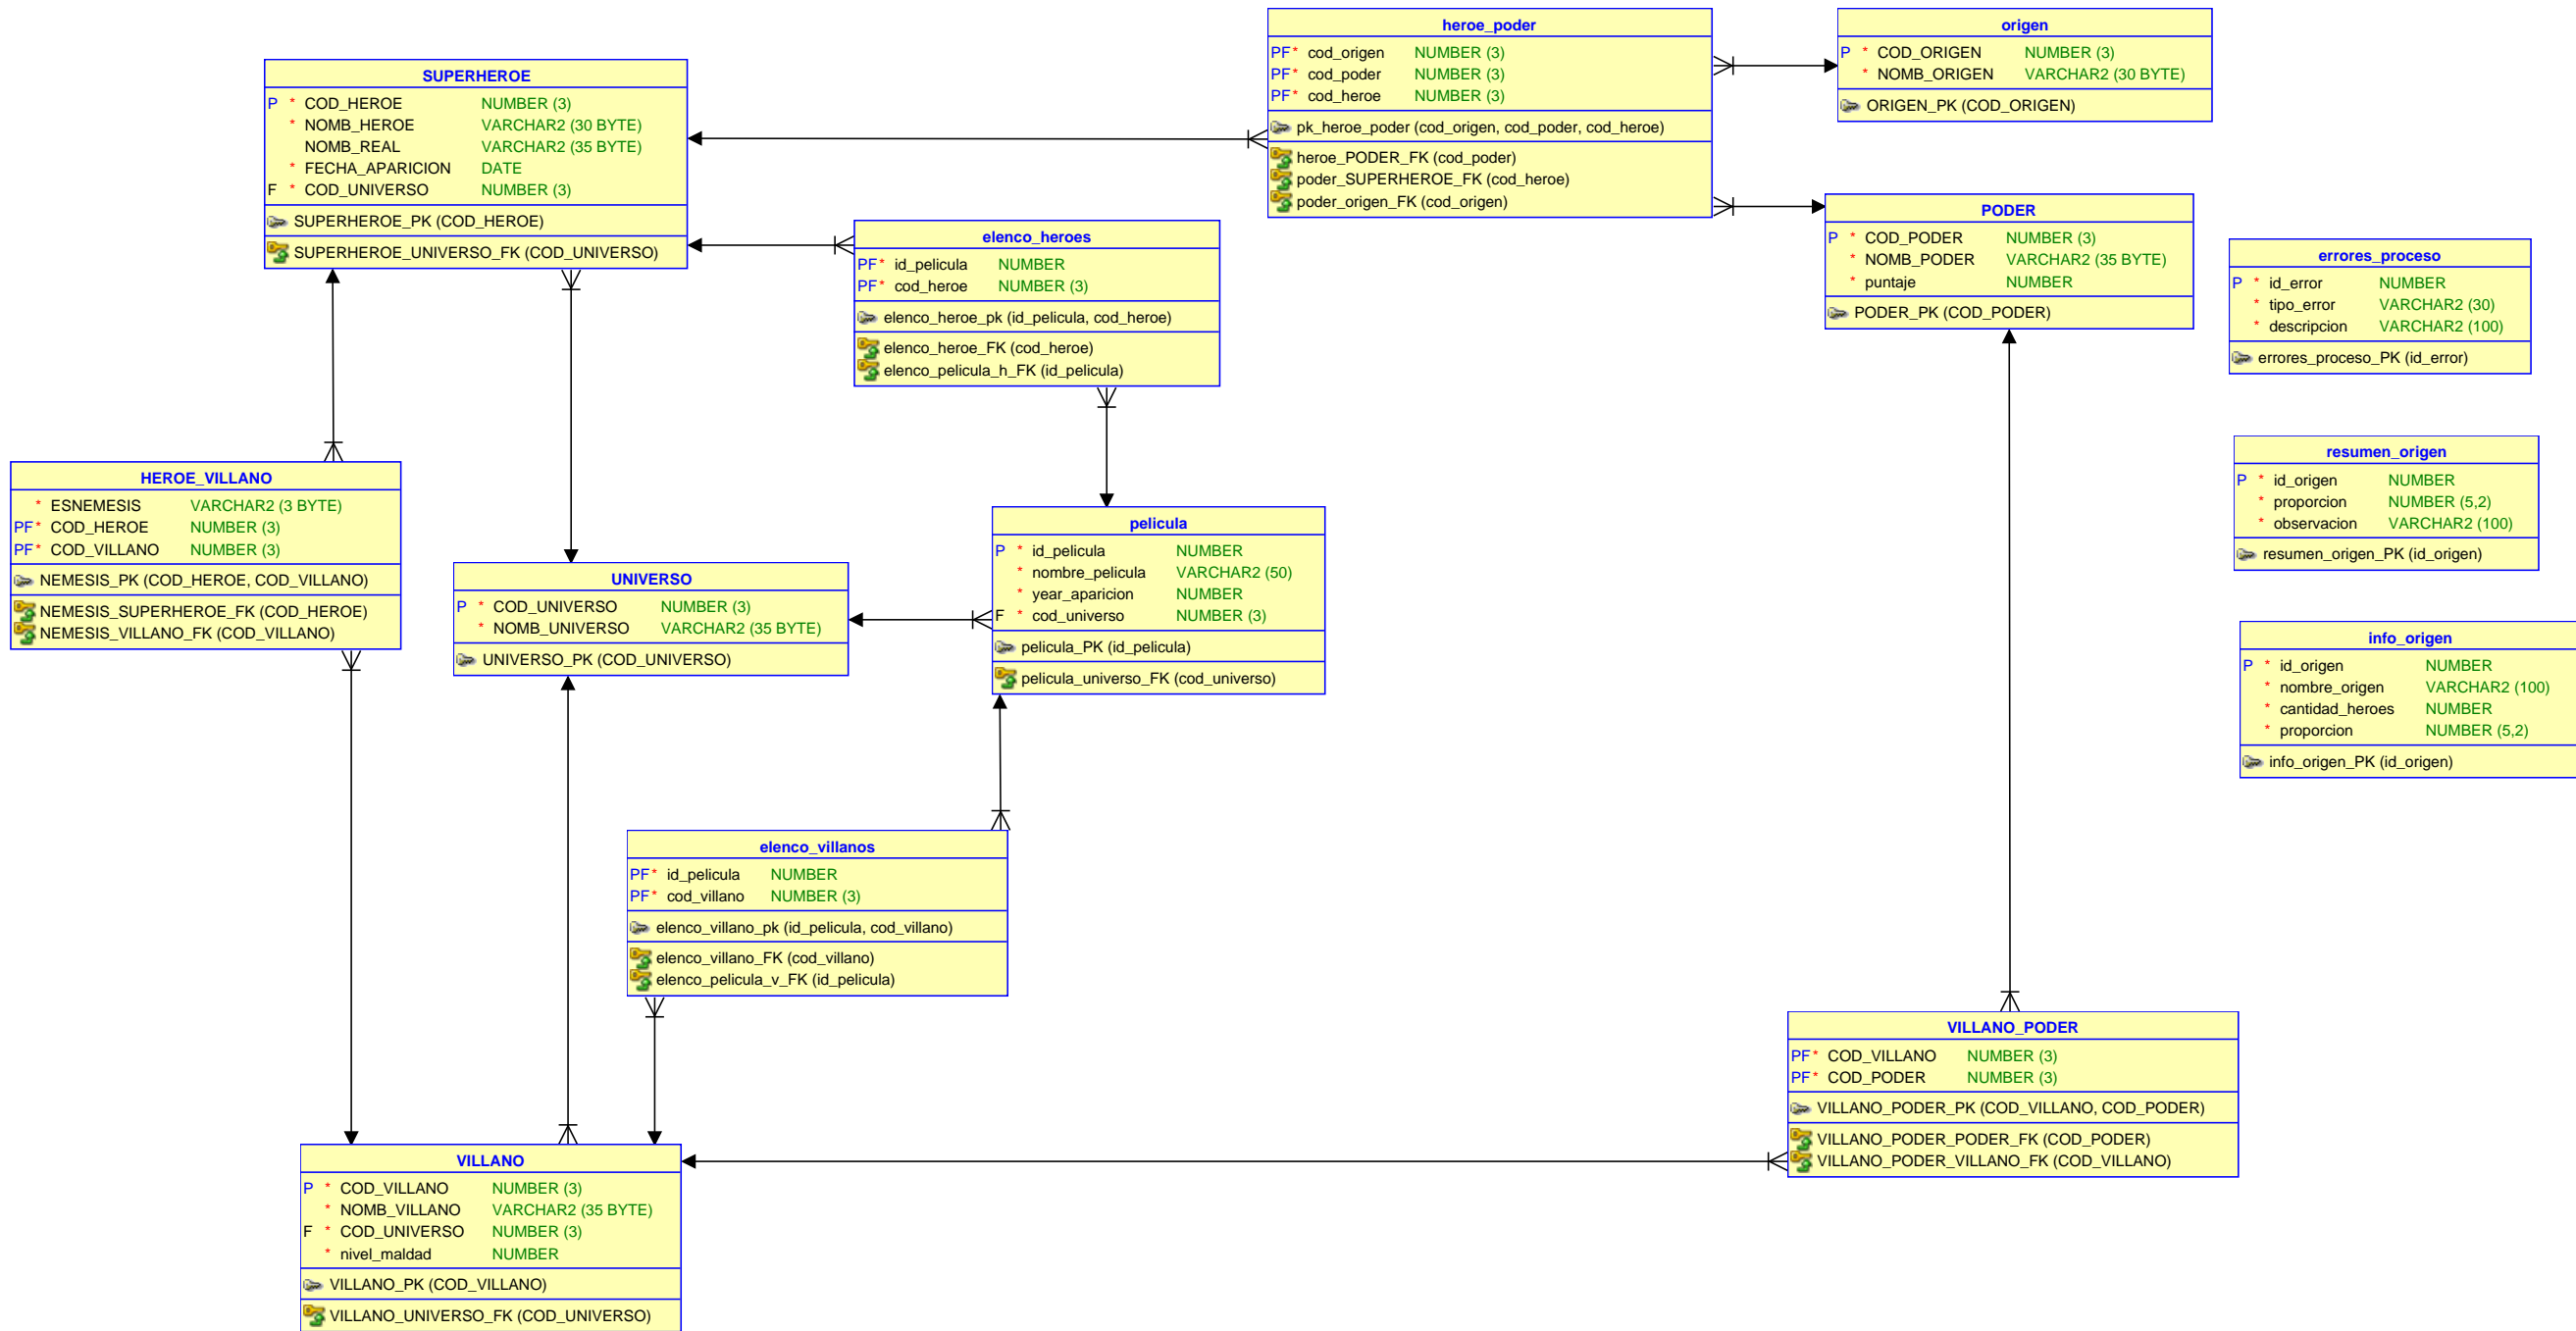 heroe_poder
PF* cod_origen NUMBER (3)
PF* cod_poder NUMBER (3)
PF* cod_heroe NUMBER (3)
pk_heroe_poder (cod_origen, cod_poder, cod_heroe)
heroe_PODER_FK (cod_poder)
poder_SUPERHEROE_FK (cod_heroe)
poder_origen_FK (cod_origen)
origen
P * COD_ORIGEN NUMBER (3)
* NOMB_ORIGEN VARCHAR2 (30 BYTE)
ORIGEN_PK (COD_ORIGEN)
SUPERHEROE
P * COD_HEROE NUMBER (3)
* NOMB_HEROE VARCHAR2 (30 BYTE)
NOMB_REAL VARCHAR2 (35 BYTE)
* FECHA_APARICION DATE
F * COD_UNIVERSO NUMBER (3)
SUPERHEROE_PK (COD_HEROE)
SUPERHEROE_UNIVERSO_FK (COD_UNIVERSO)
elenco_heroes
PF* id_pelicula NUMBER
PF* cod_heroe NUMBER (3)
elenco_heroe_pk (id_pelicula, cod_heroe)
elenco_heroe_FK (cod_heroe)
elenco_pelicula_h_FK (id_pelicula)
PODER
P * COD_PODER NUMBER (3)
* NOMB_PODER VARCHAR2 (35 BYTE)
* puntaje NUMBER
PODER_PK (COD_PODER)
errores_proceso
P * id_error NUMBER
* tipo_error VARCHAR2 (30)
* descripcion VARCHAR2 (100)
errores_proceso_PK (id_error)
HEROE_VILLANO
* ESNEMESIS VARCHAR2 (3 BYTE)
PF* COD_HEROE NUMBER (3)
PF* COD_VILLANO NUMBER (3)
NEMESIS_PK (COD_HEROE, COD_VILLANO)
NEMESIS_SUPERHEROE_FK (COD_HEROE)
NEMESIS_VILLANO_FK (COD_VILLANO)
UNIVERSO
P * COD_UNIVERSO NUMBER (3)
* NOMB_UNIVERSO VARCHAR2 (35 BYTE)
UNIVERSO_PK (COD_UNIVERSO)
pelicula
P * id_pelicula NUMBER
* nombre_pelicula VARCHAR2 (50)
* year_aparicion NUMBER
F * cod_universo NUMBER (3)
pelicula_PK (id_pelicula)
pelicula_universo_FK (cod_universo)
resumen_origen
P * id_origen NUMBER
* proporcion NUMBER (5,2)
* observacion VARCHAR2 (100)
resumen_origen_PK (id_origen)
info_origen
P * id_origen NUMBER
* nombre_origen VARCHAR2 (100)
* cantidad_heroes NUMBER
* proporcion NUMBER (5,2)
info_origen_PK (id_origen)
elenco_villanos
PF* id_pelicula NUMBER
PF* cod_villano NUMBER (3)
elenco_villano_pk (id_pelicula, cod_villano)
elenco_villano_FK (cod_villano)
elenco_pelicula_v_FK (id_pelicula)
VILLANO_PODER
PF* COD_VILLANO NUMBER (3)
PF* COD_PODER NUMBER (3)
VILLANO_PODER_PK (COD_VILLANO, COD_PODER)
VILLANO_PODER_PODER_FK (COD_PODER)
VILLANO_PODER_VILLANO_FK (COD_VILLANO)
VILLANO
P * COD_VILLANO NUMBER (3)
* NOMB_VILLANO VARCHAR2 (35 BYTE)
F * COD_UNIVERSO NUMBER (3)
* nivel_maldad NUMBER
VILLANO_PK (COD_VILLANO)
VILLANO_UNIVERSO_FK (COD_UNIVERSO)